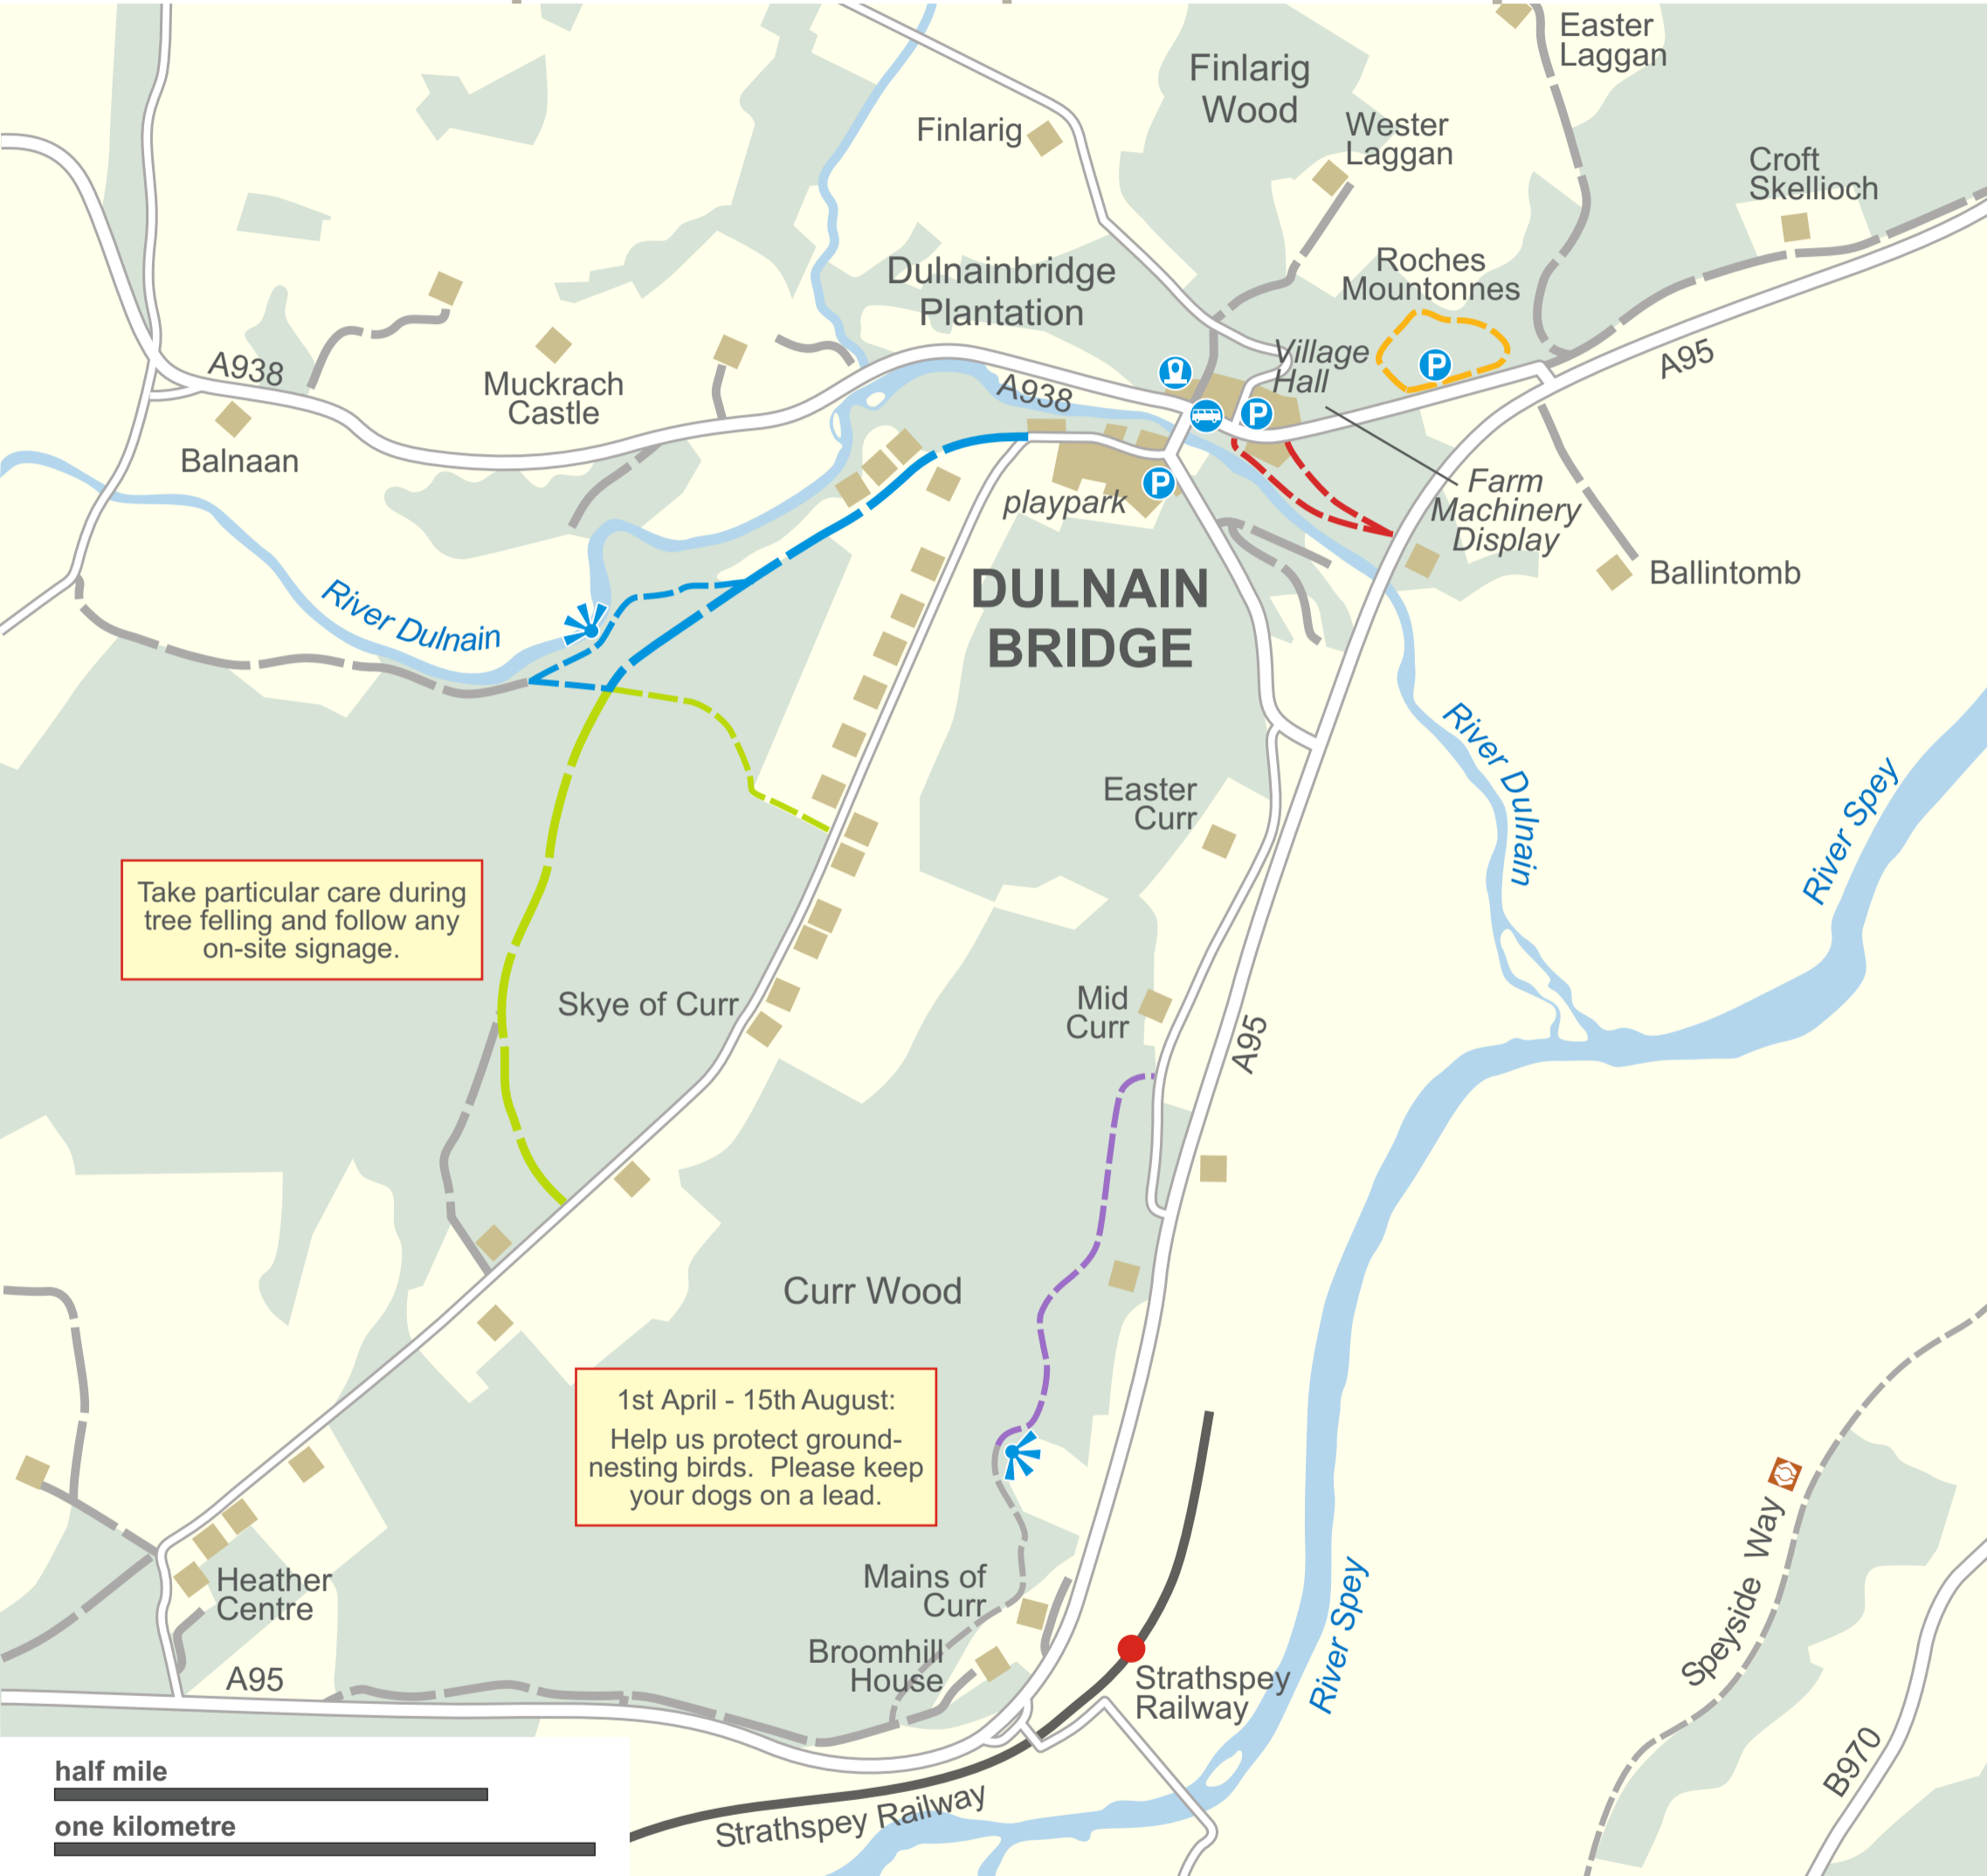 Easter
Laggan
Finlarig
Wood
Finlarig
Wester
Laggan
Croft
Skellioch
Dulnainbridge
Plantation
Roches
Mountonnes
Village
Hall
P
A938
Muckrach
Castle
A938
A95
P
Balnaan
playpark
P
Farm
Machinery
Display
Ballintomb
DULNAIN
BRIDGE
River Dulnain
River Dulnain
River Spey
Easter
Curr
Take particular care during
tree felling and follow any
on-site signage.
Skye of Curr
Mid
Curr
A95
Curr Wood
1st April - 15th August:
Help us protect ground-
nesting birds. Please keep
your dogs on a lead.
Speyside Way
Heather
Centre
Mains of
Curr
River Spey
Broomhill
House
Strathspey
Railway
A95
B970
half mile
one kilometre
Strathspey Railway